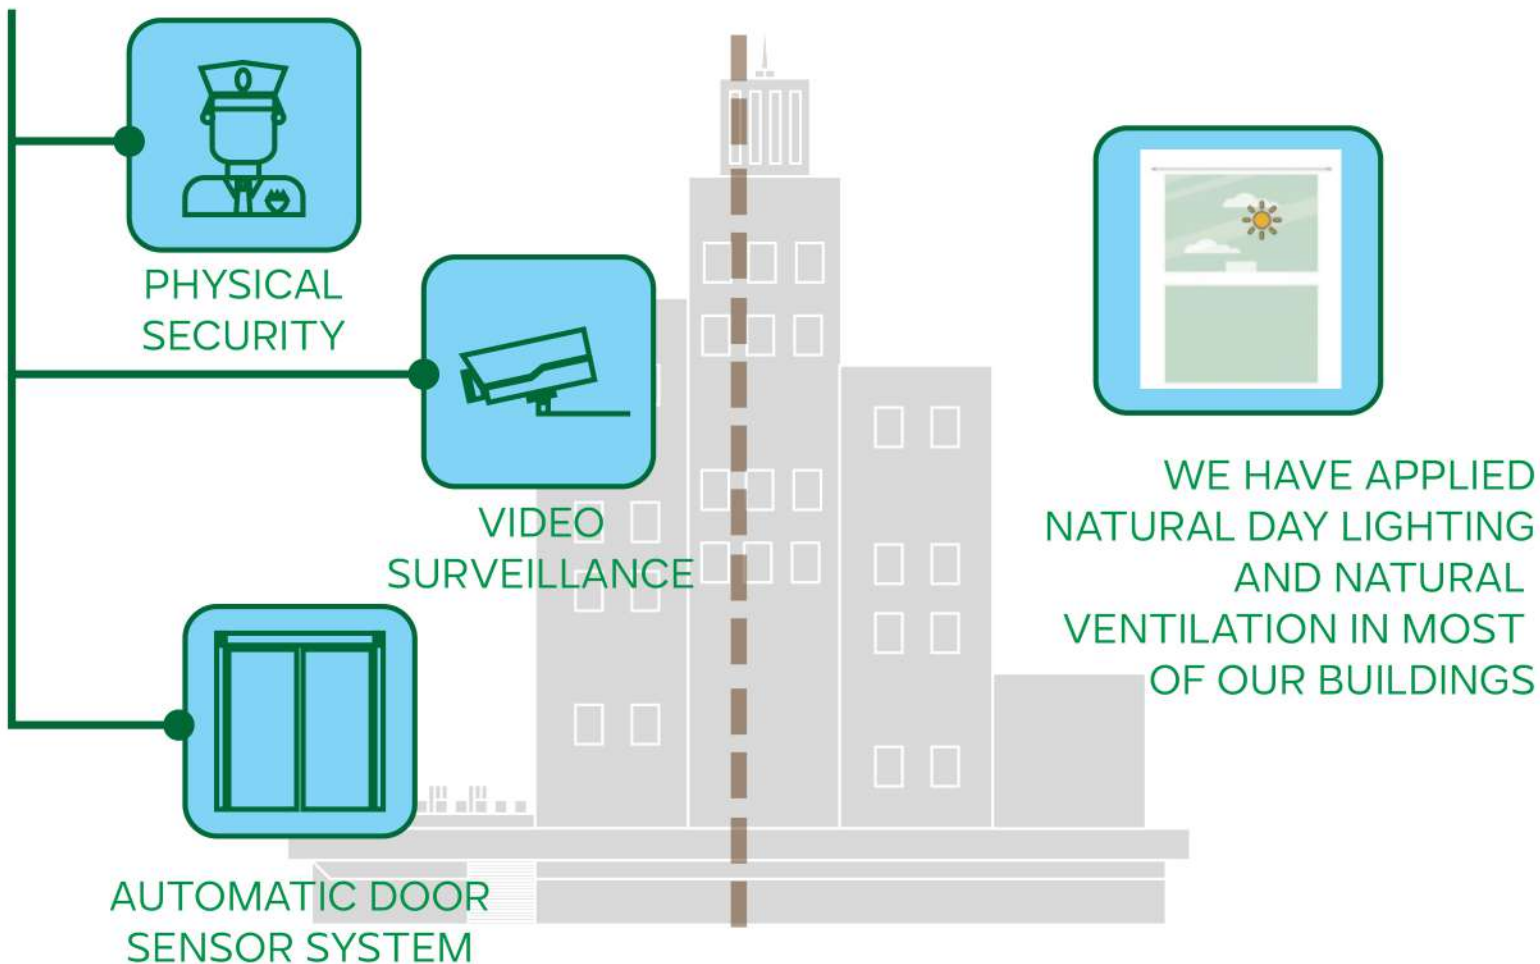 PHYSICAL
SECURITY
VIDEO
SURVEILLANCE
AUTOMATIC DOOR
SENSOR SYSTEM
WE HAVE APPLIED
NATURAL DAY LIGHTING
AND NATURAL
VENTILATION IN MOST
OF OUR BUILDINGS